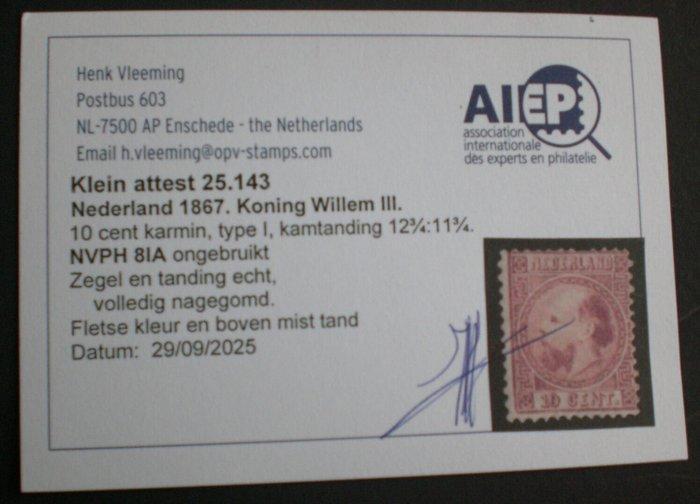 Henk Vleeming
Postbus 603
NL-7500 AP Enschede - the Netherlands
Email h.vleeming@opv-stamps.com
AIEP
association
internationale
des experts en philatelie
Klein attest 25.143
Nederland 1867. Koning Willem III.
10 cent karmin, type I, kamtanding 12¾:11¾.
NVPH 8IA ongebruikt
Zegel en tanding echt,
volledig nagegomd.
Fletse kleur en boven mist tand
Datum: 29/09/2025
NEDERLAND
10 CENT.